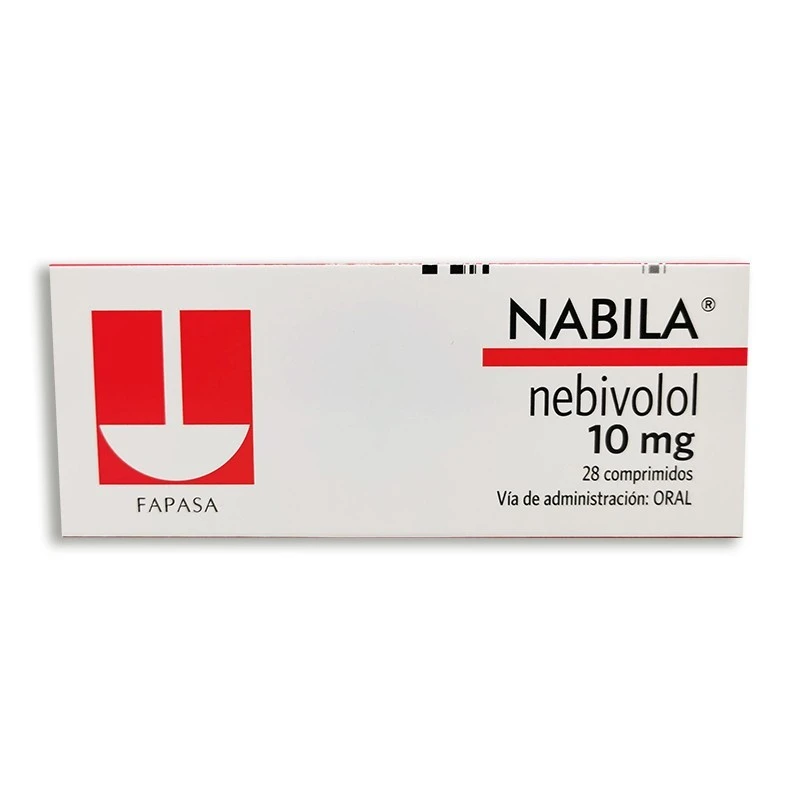 NABILA®
nebivolol
10 mg
28 comprimidos
Vía de administración: ORAL
FAPASA